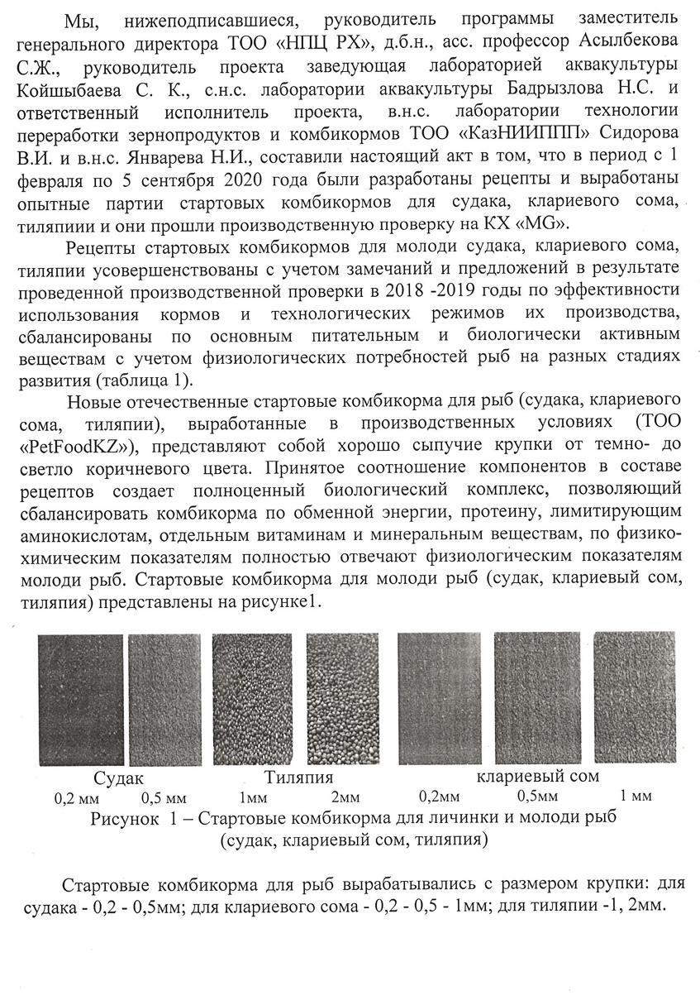 Мы, нижеподписавшиеся, руководитель программы заместитель
генерального директора ТОО «НПЦ РХ», д.б.н., асс. профессор Асылбекова
С.Ж., руководитель проекта заведующая лабораторией аквакультуры
Койшыбаева С. К., с.н.с. лаборатории аквакультуры Бадрызлова Н.С. и
ответственный исполнитель проекта, в.н.с. лаборатории технологии
переработки зернопродуктов и комбикормов ТОО «КазНИИППП» Сидорова
В.И. и в.н.с. Январева Н.И., составили настоящий акт в том, что в период с 1
февраля по 5 сентября 2020 года были разработаны рецепты и выработаны
опытные партии стартовых комбикормов для судака, клариевого сома,
тиляпиии и они прошли производственную проверку на КХ «MG».
Рецепты стартовых комбикормов для молоди судака, клариевого сома,
тиляпии усовершенствованы с учетом замечаний и предложений в результате
проведенной производственной проверки в 2018 -2019 годы по эффективности
использования кормов и технологических режимов их производства,
сбалансированы по основным питательным и биологически активным
веществам с учетом физиологических потребностей рыб на разных стадиях
развития (таблица 1).
Новые отечественные стартовые комбикорма для рыб (судака, клариевого
сома, тиляпии), выработанные в производственных условиях (ТОО
«PetFoodKZ»), представляют собой хорошо сыпучие крупки от темно- до
светло коричневого цвета. Принятое соотношение компонентов в составе
рецептов создает полноценный биологический комплекс, позволяющий
сбалансировать комбикорма по обменной энергии, протеину, лимитирующим
аминокислотам, отдельным витаминам и минеральным веществам, по физико-
химическим показателям полностью отвечают физиологическим показателям
молоди рыб. Стартовые комбикорма для молоди рыб (судак, клариевый сом,
тиляпия) представлены на рисунке1.
Судак Тиляпия клариевый сом
0,2 мм 0,5 мм 1мм 2мм 0,2мм 0,5мм 1 мм
Рисунок 1 – Стартовые комбикорма для личинки и молоди рыб
(судак, клариевый сом, тиляпия)
Стартовые комбикорма для рыб вырабатывались с размером крупки: для
судака - 0,2 - 0,5мм; для клариевого сома - 0,2 - 0,5 - 1мм; для тиляпии -1, 2мм.